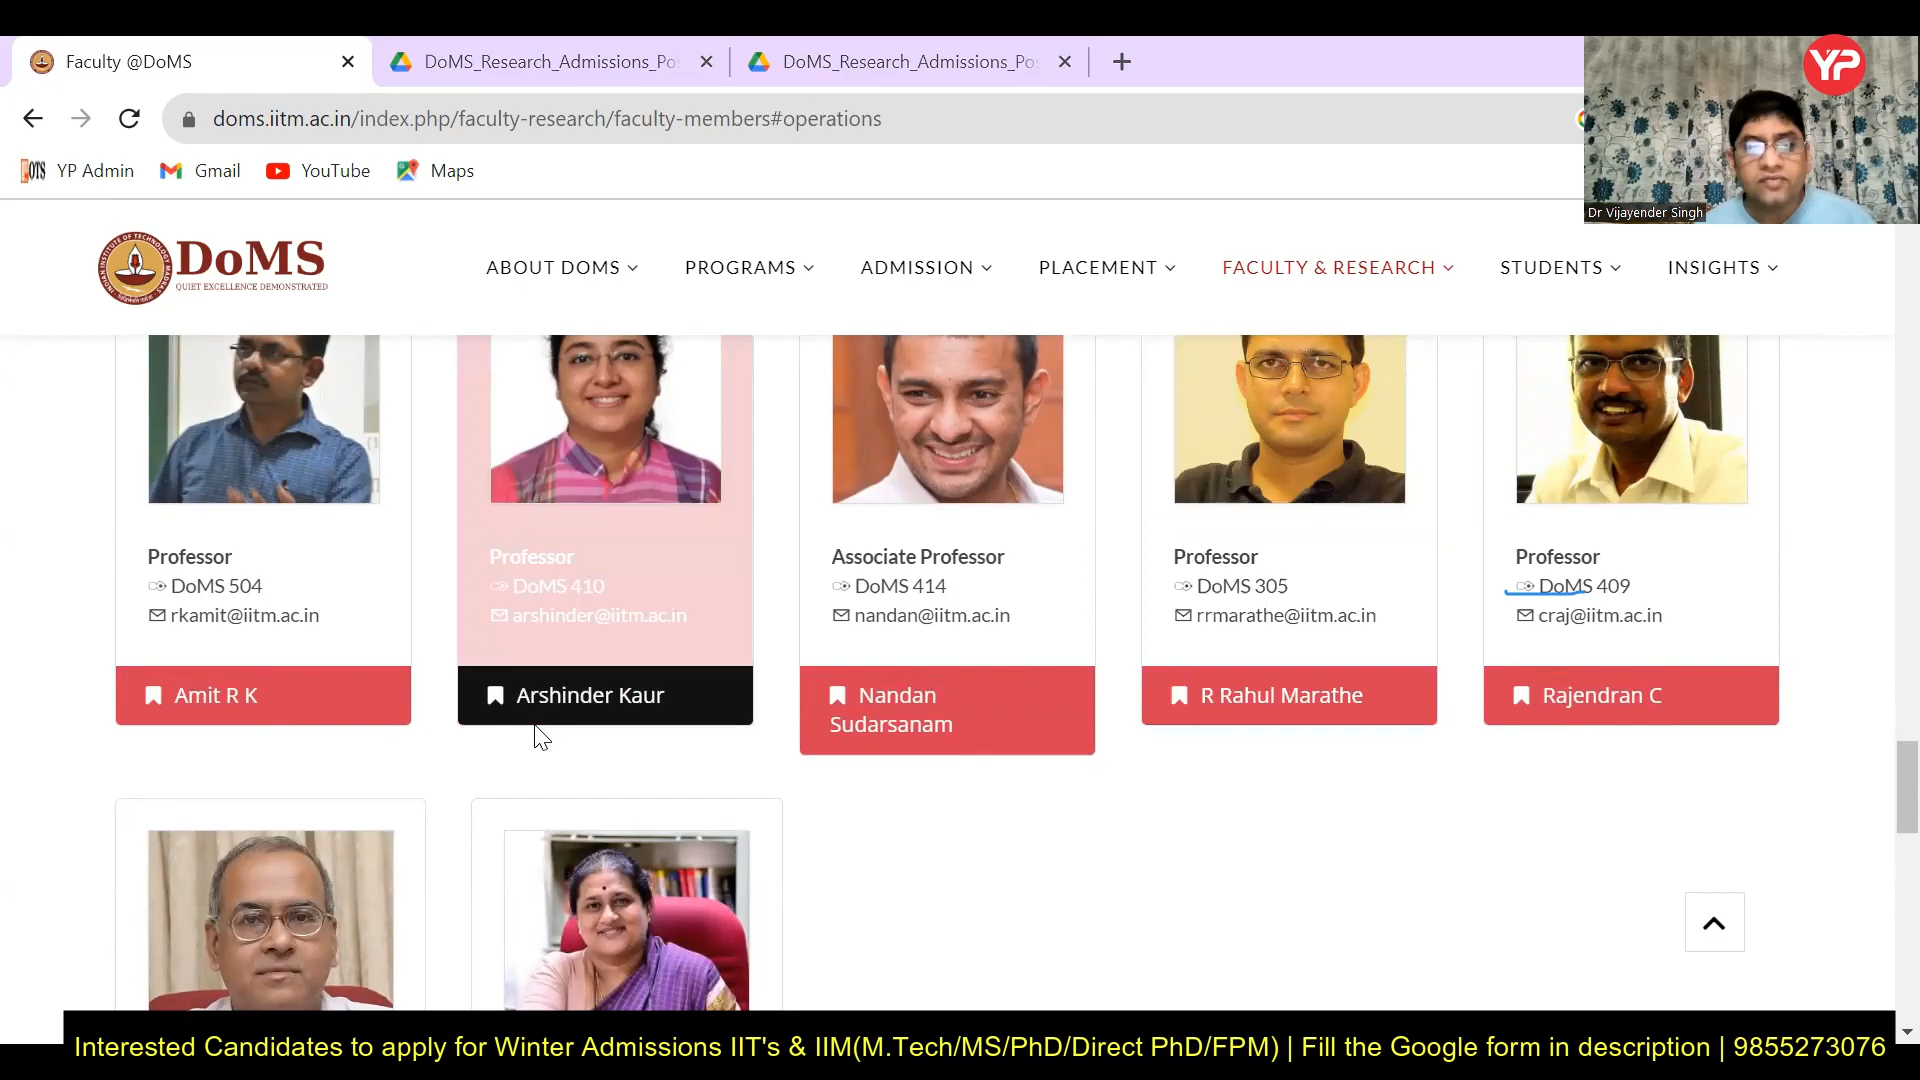 Faculty @DoMS
DoMS_Research_Admissions_Po
DoMS_Research_Admissions_Po
YP
doms.iitm.ac.in/index.php/faculty-research/faculty-members#operations
YP Admin
Gmail
YouTube
Maps
Dr Vijayender Singh
DoMS
QUIET EXCELLENCE DEMONSTRATED
ABOUT DOMS
PROGRAMS
ADMISSION
PLACEMENT
FACULTY & RESEARCH
STUDENTS
INSIGHTS
Professor
DoMS 504
rkamit@iitm.ac.in
Amit R K
Professor
DoMS 410
arshinder@iitm.ac.in
Arshinder Kaur
Associate Professor
DoMS 414
nandan@iitm.ac.in
Nandan
Sudarsanam
Professor
DoMS 305
rrmarathe@iitm.ac.in
R Rahul Marathe
Professor
DoMS 409
craj@iitm.ac.in
Rajendran C
Interested Candidates to apply for Winter Admissions IIT's & IIM(M.Tech/MS/PhD/Direct PhD/FPM) | Fill the Google form in description | 9855273076